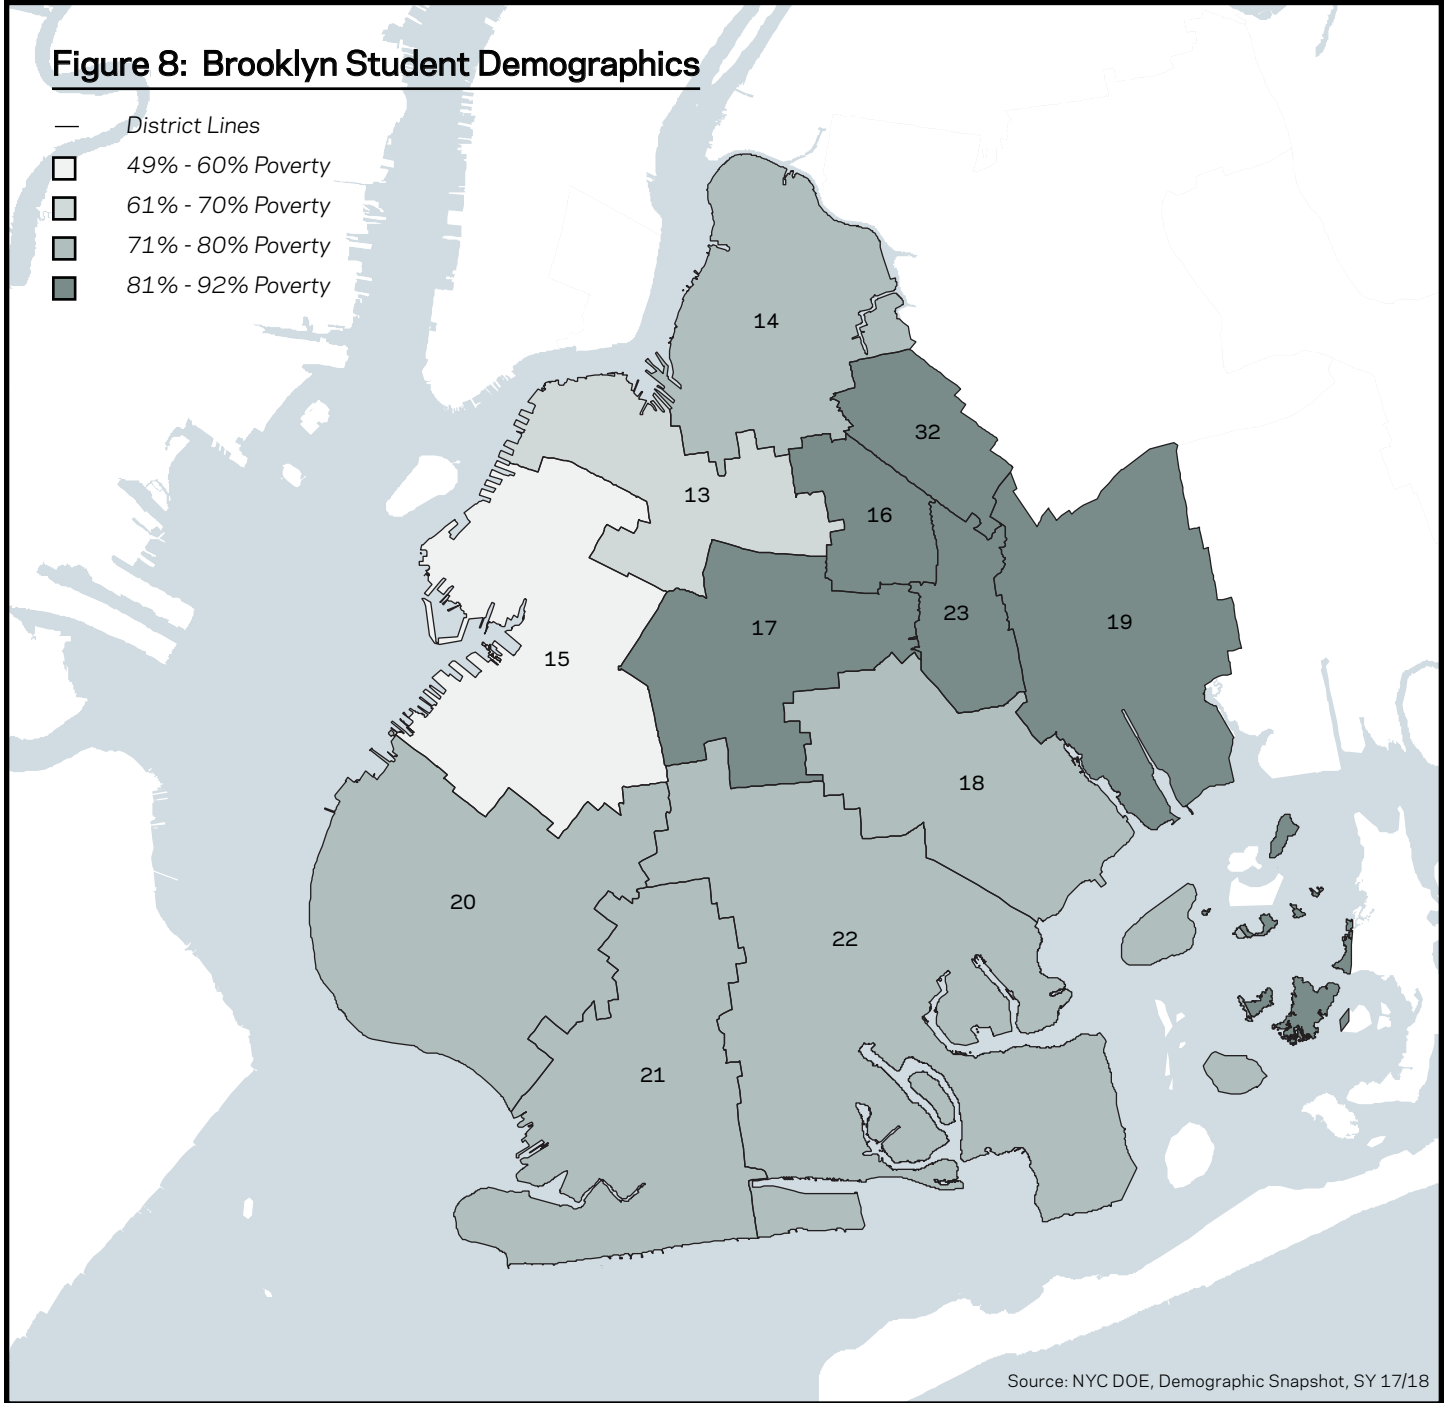 Figure 8: Brooklyn Student Demographics
District Lines
49% - 60% Poverty
61% - 70% Poverty
71% - 80% Poverty
81% - 92% Poverty
14
32
13
16
23
19
17
15
18
20
22
21
Source: NYC DOE, Demographic Snapshot, SY 17/18